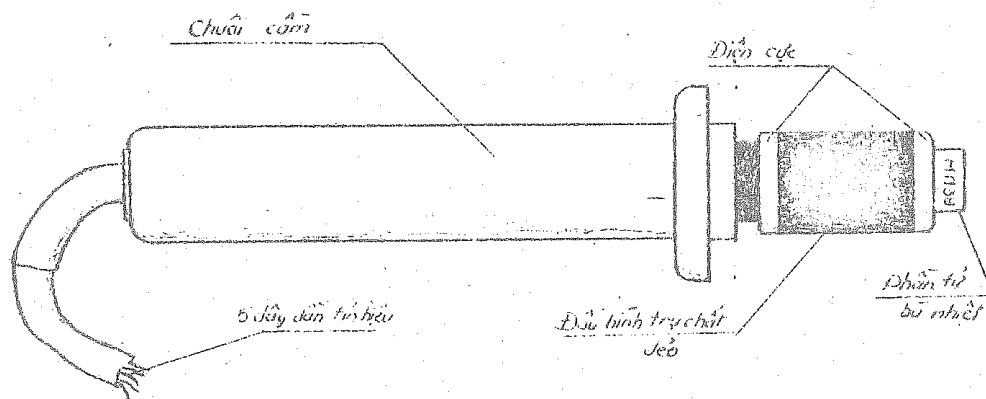 Chuôi cầm
Điện cực
Phần tử
bù nhiệt
5 dây dẫn tín hiệu
Đầu hình trụ chất
dẻo